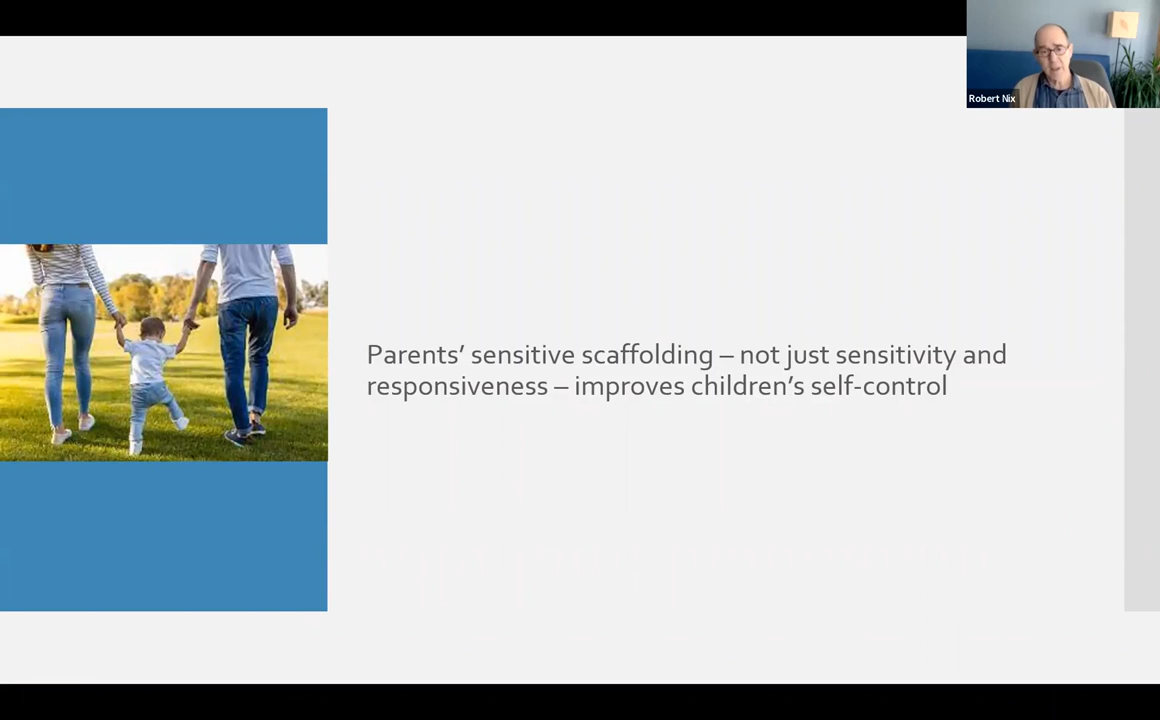 Robert Nix
Parents’ sensitive scaffolding – not just sensitivity and
responsiveness – improves children’s self-control